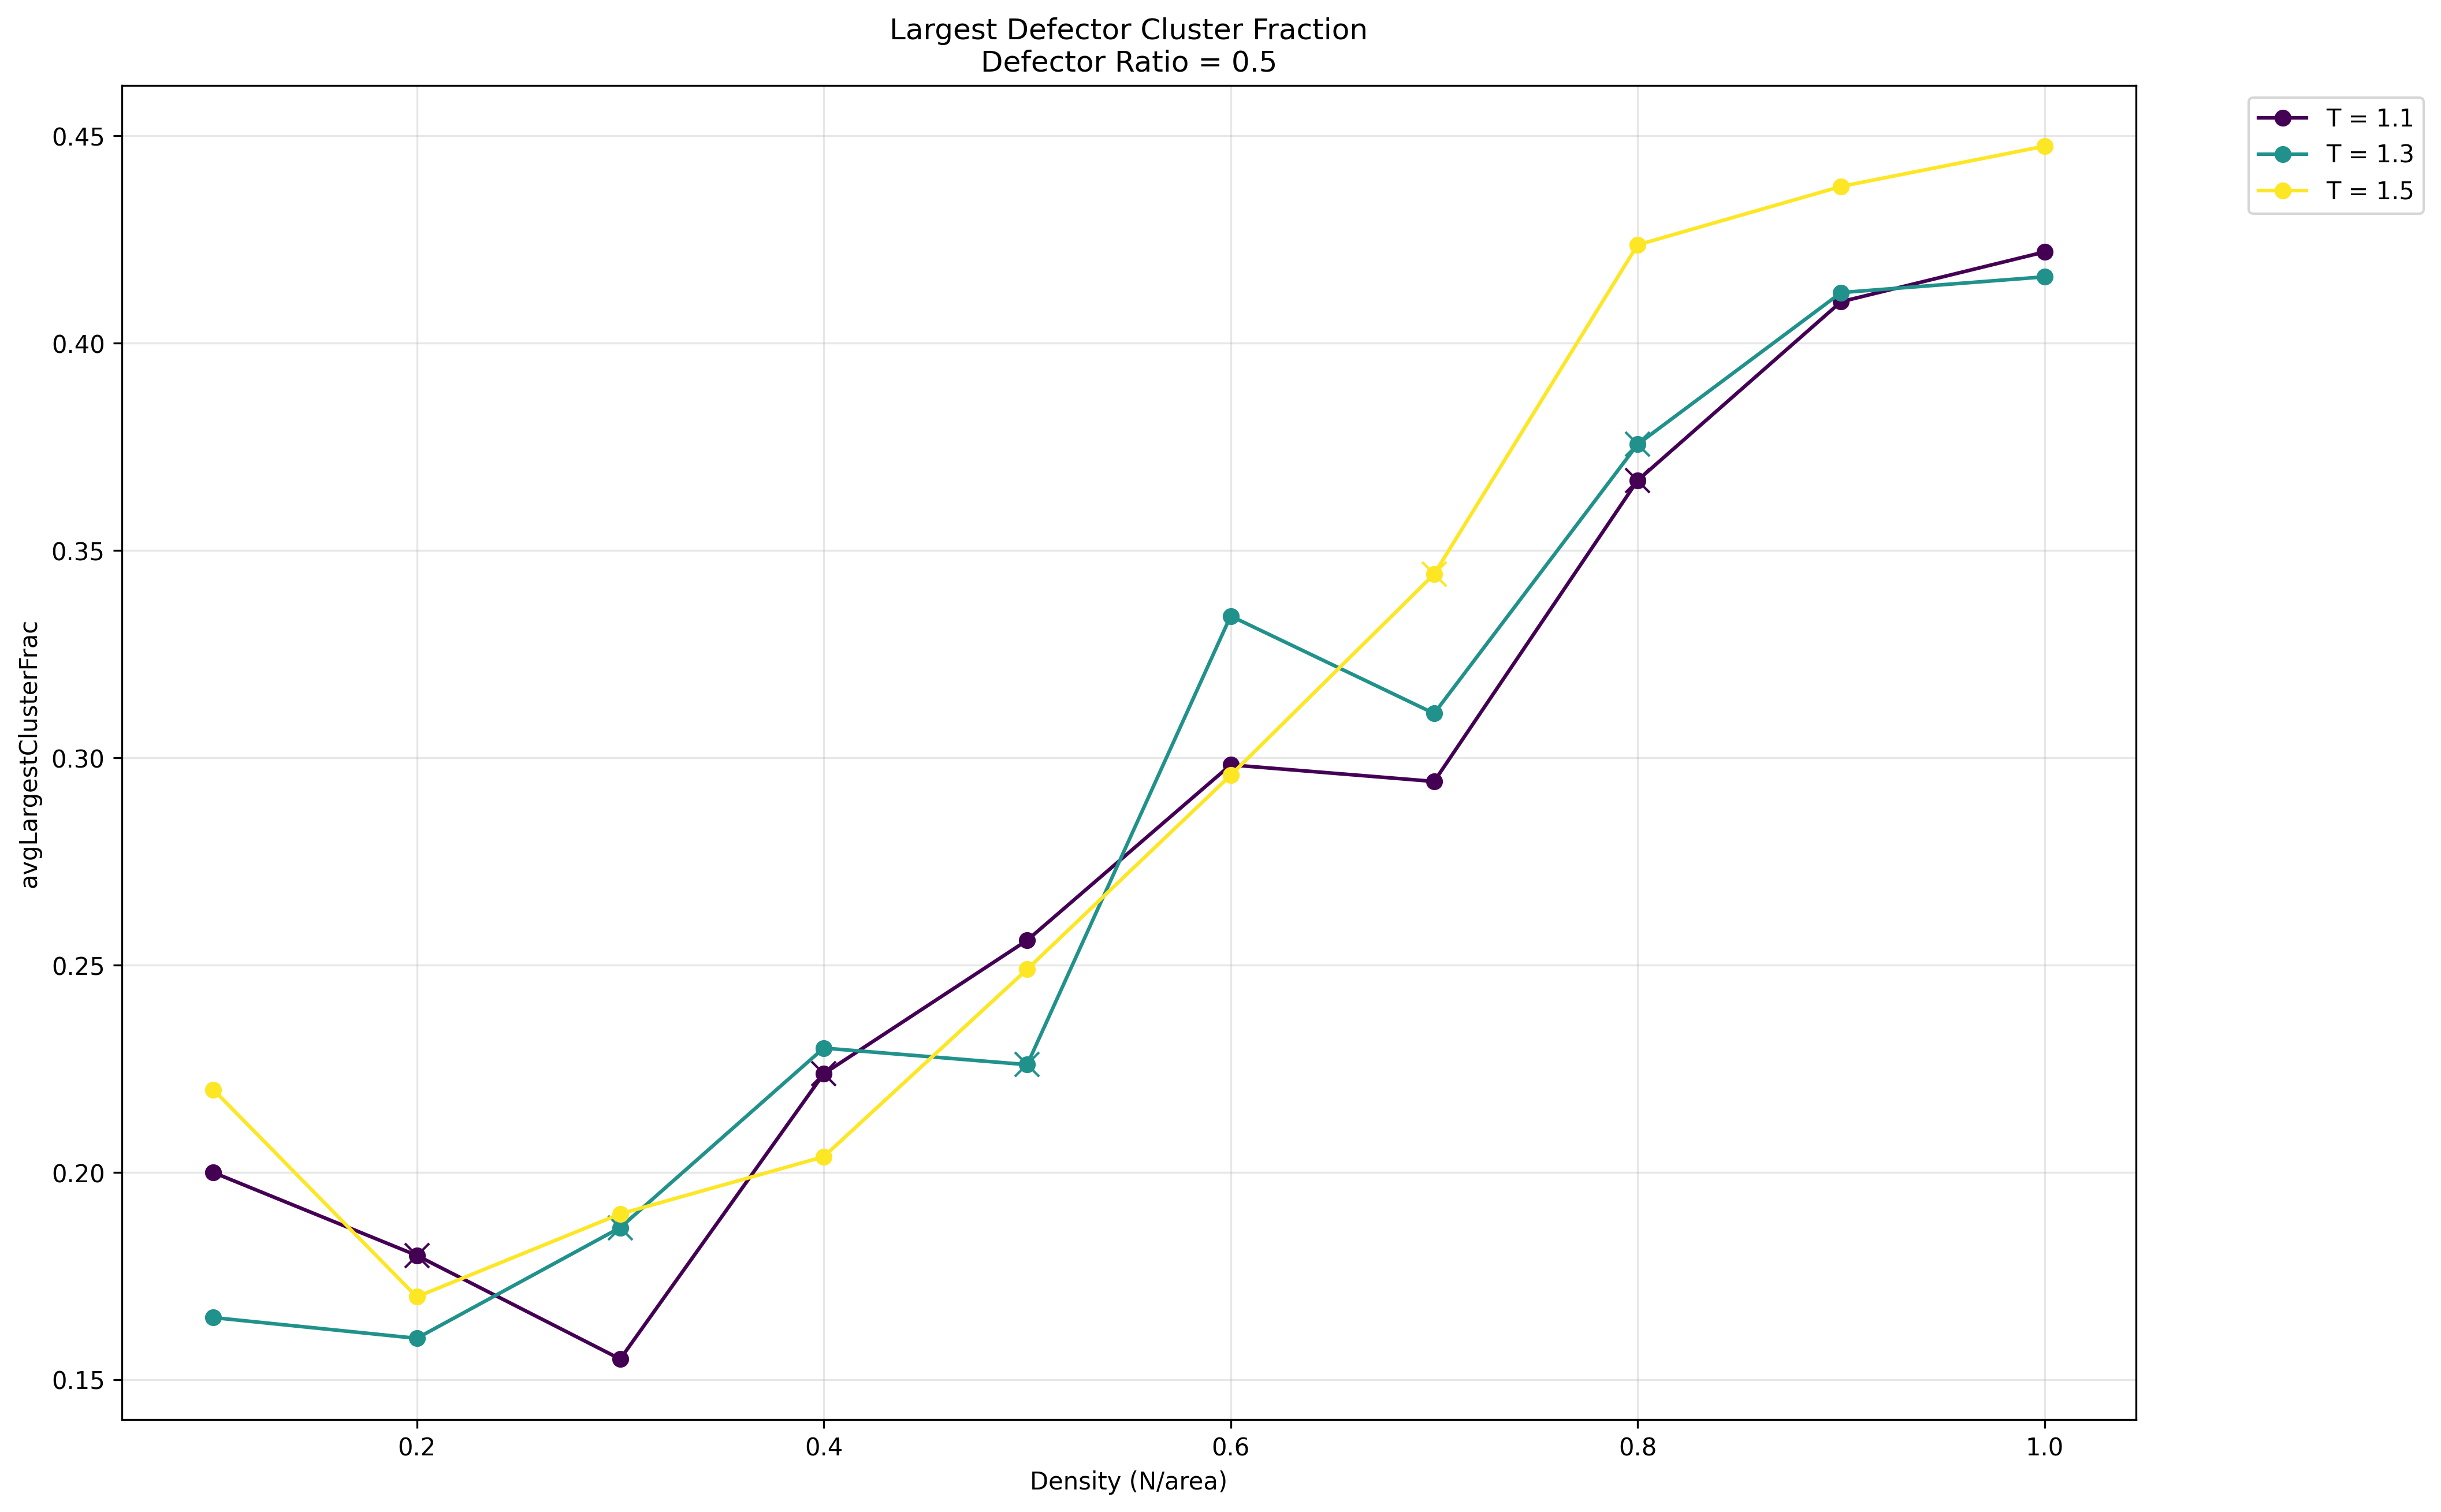 Largest Defector Cluster Fraction
Defector Ratio = 0.5
T = 1.1
T = 1.3
T = 1.5
avgLargestClusterFrac
0.45
0.40
0.35
0.30
0.25
0.20
0.15
0.2 0.4 0.6 0.8 1.0
Density (N/area)